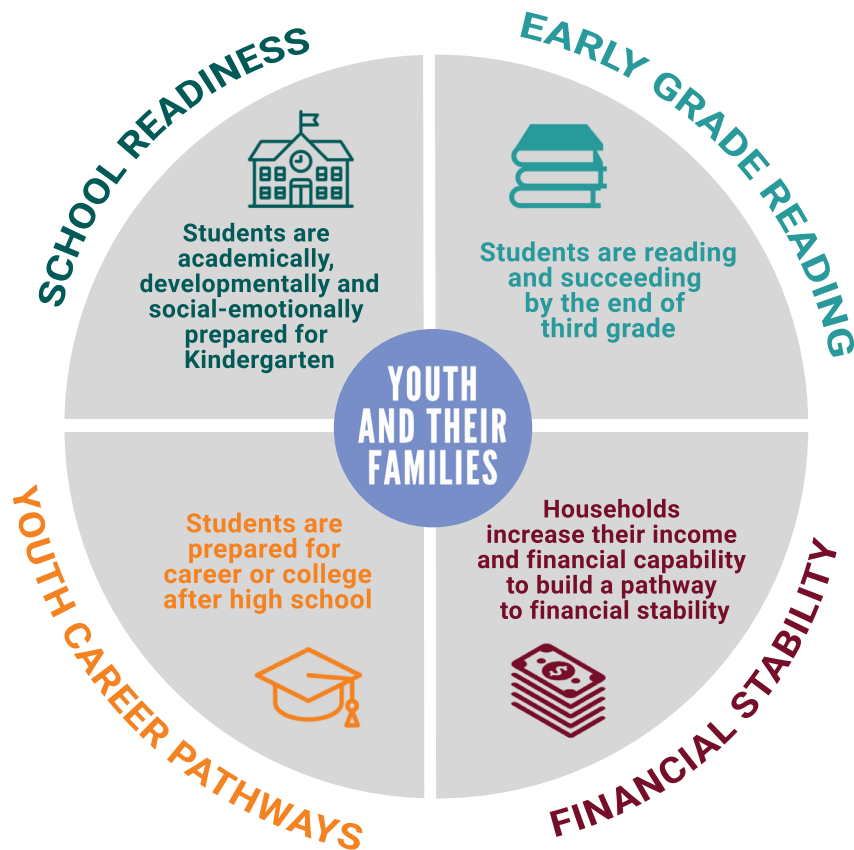 SCHOOL READINESS
Students are
academically,
developmentally and
social-emotionally
prepared for
Kindergarten
EARLY GRADE READING
Students are reading
and succeeding
by the end of
third grade
YOUTH
AND THEIR
FAMILIES
YOUTH CAREER PATHWAYS
Students are
prepared for
career or college
after high school
FINANCIAL STABILITY
Households
increase their income
and financial capability
to build a pathway
to financial stability
$